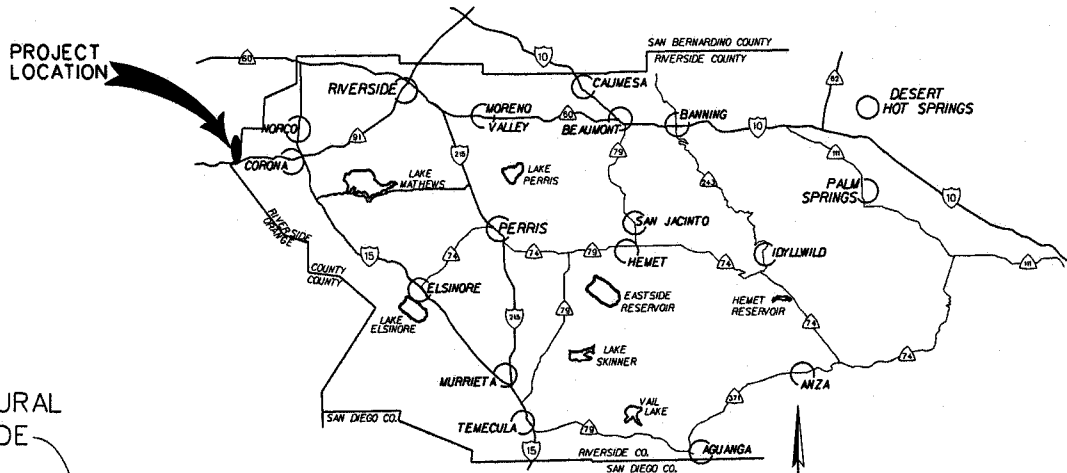 PROJECT
LOCATION
60
10
SAN BERNARDINO COUNTY
RIVERSIDE COUNTY
62
RIVERSIDE
CALIMESA
DESERT
HOT SPRINGS
MORENO
VALLEY
60
BEAUMONT
BANNING
10
NORCO
91
215
79
243
111
CORONA
LAKE
MATHEWS
LAKE
PERRIS
PALM
SPRINGS
10
RIVERSIDE
ORANGE
COUNTY
COUNTY
15
PERRIS
SAN JACINTO
74
74
79
HEMET
74
IDYLLWILD
111
ELSINORE
LAKE
ELSINORE
EASTSIDE
RESERVOIR
HEMET
RESERVOIR
79
215
74
74
LAKE
SKINNER
MURRIETA
ANZA
371
URAL
DE
SAN DIEGO CO.
TEMECULA
VAIL
LAKE
79
15
AGUANGA
RIVERSIDE CO.
SAN DIEGO CO.